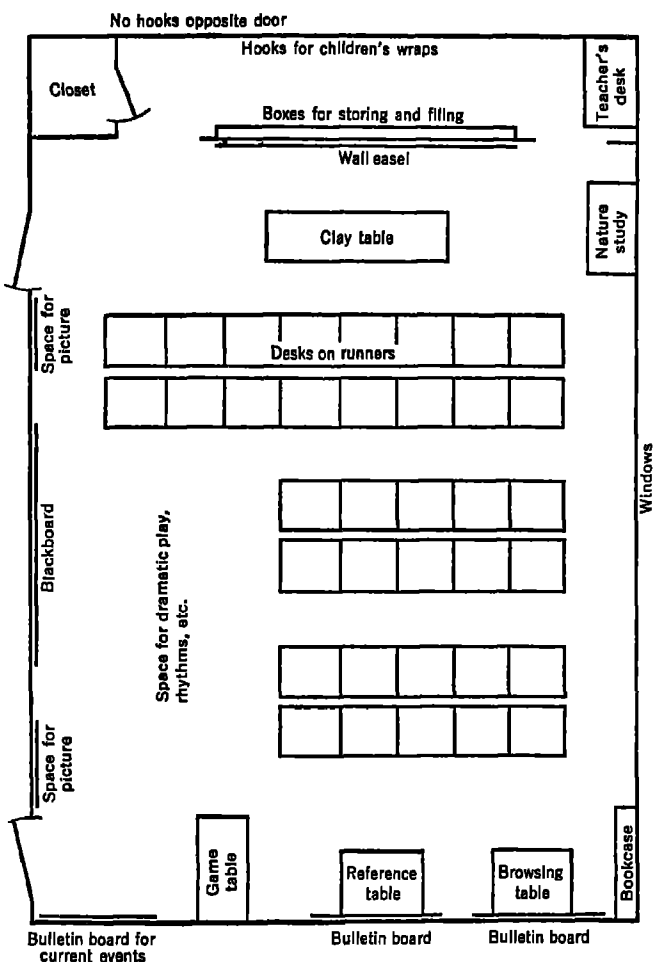 No hooks opposite door
Hooks for children's wraps
Closet
Teacher's
desk
Boxes for storing and filing
Wall easel
Clay table
Nature
study
Space for
picture
Desks on runners
Windows
Blackboard
Space for dramatic play,
rhythms, etc.
Space for
picture
Game
table
Reference
table
Browsing
table
Bookcase
Bulletin board for
current events
Bulletin board
Bulletin board